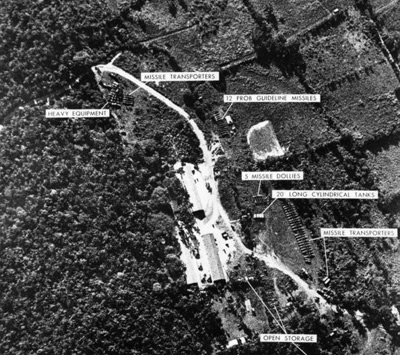 MISSILE TRANSPORTERS
12 PROB GUIDELINE MISSILES
HEAVY EQUIPMENT
5 MISSILE DOLLIES
20 LONG CYLINDRICAL TANKS
MISSILE TRANSPORTERS
OPEN STORAGE